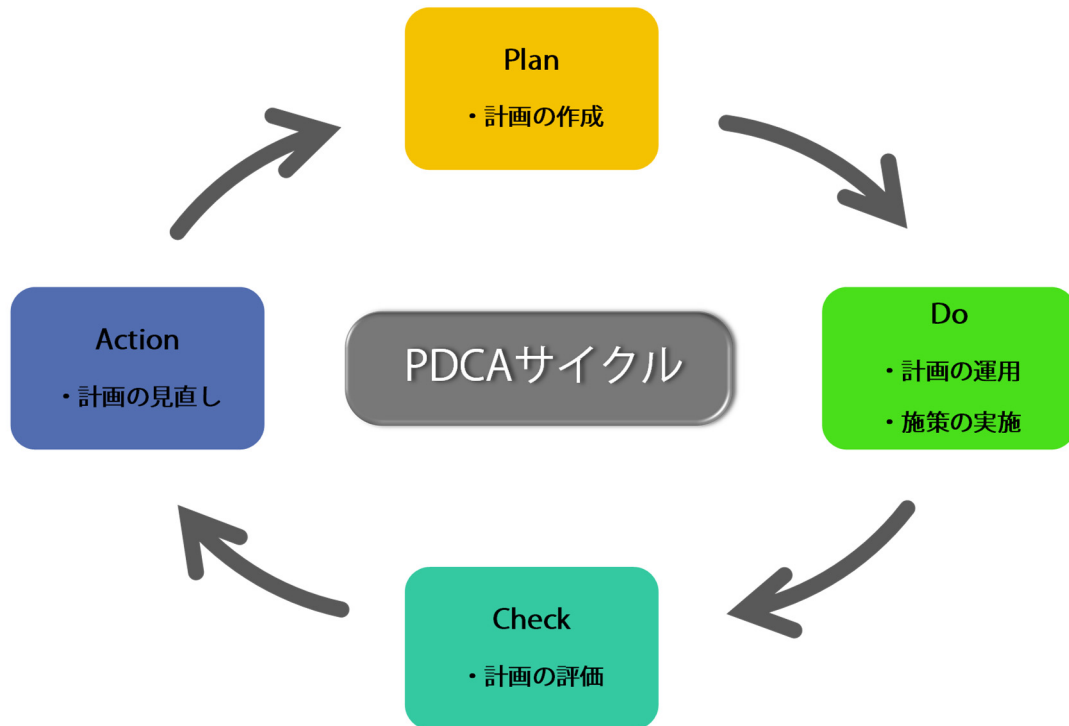 Plan
・計画の作成
Do
・計画の運用
・施策の実施
PDCAサイクル
Action
・計画の見直し
Check
・計画の評価